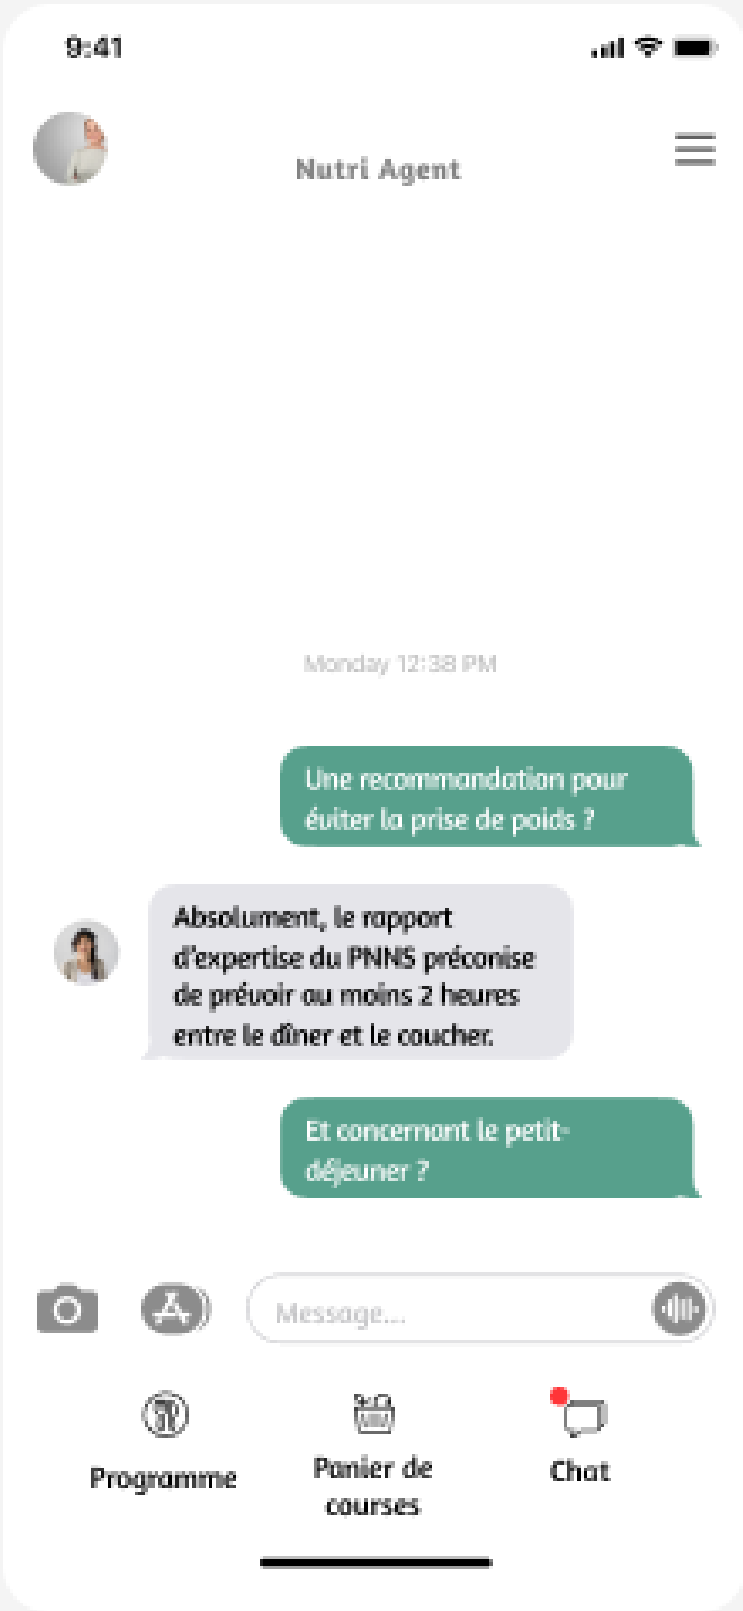 9:41
Nutri Agent
Monday 12:38 PM
Une recommandation pour
éviter la prise de poids ?
Absolument, le rapport
d'expertise du PNNS préconise
de prévoir au moins 2 heures
entre le dîner et le coucher.
Et concernant le petit-
déjeuner ?
Message...
Programme
Panier de
courses
Chat